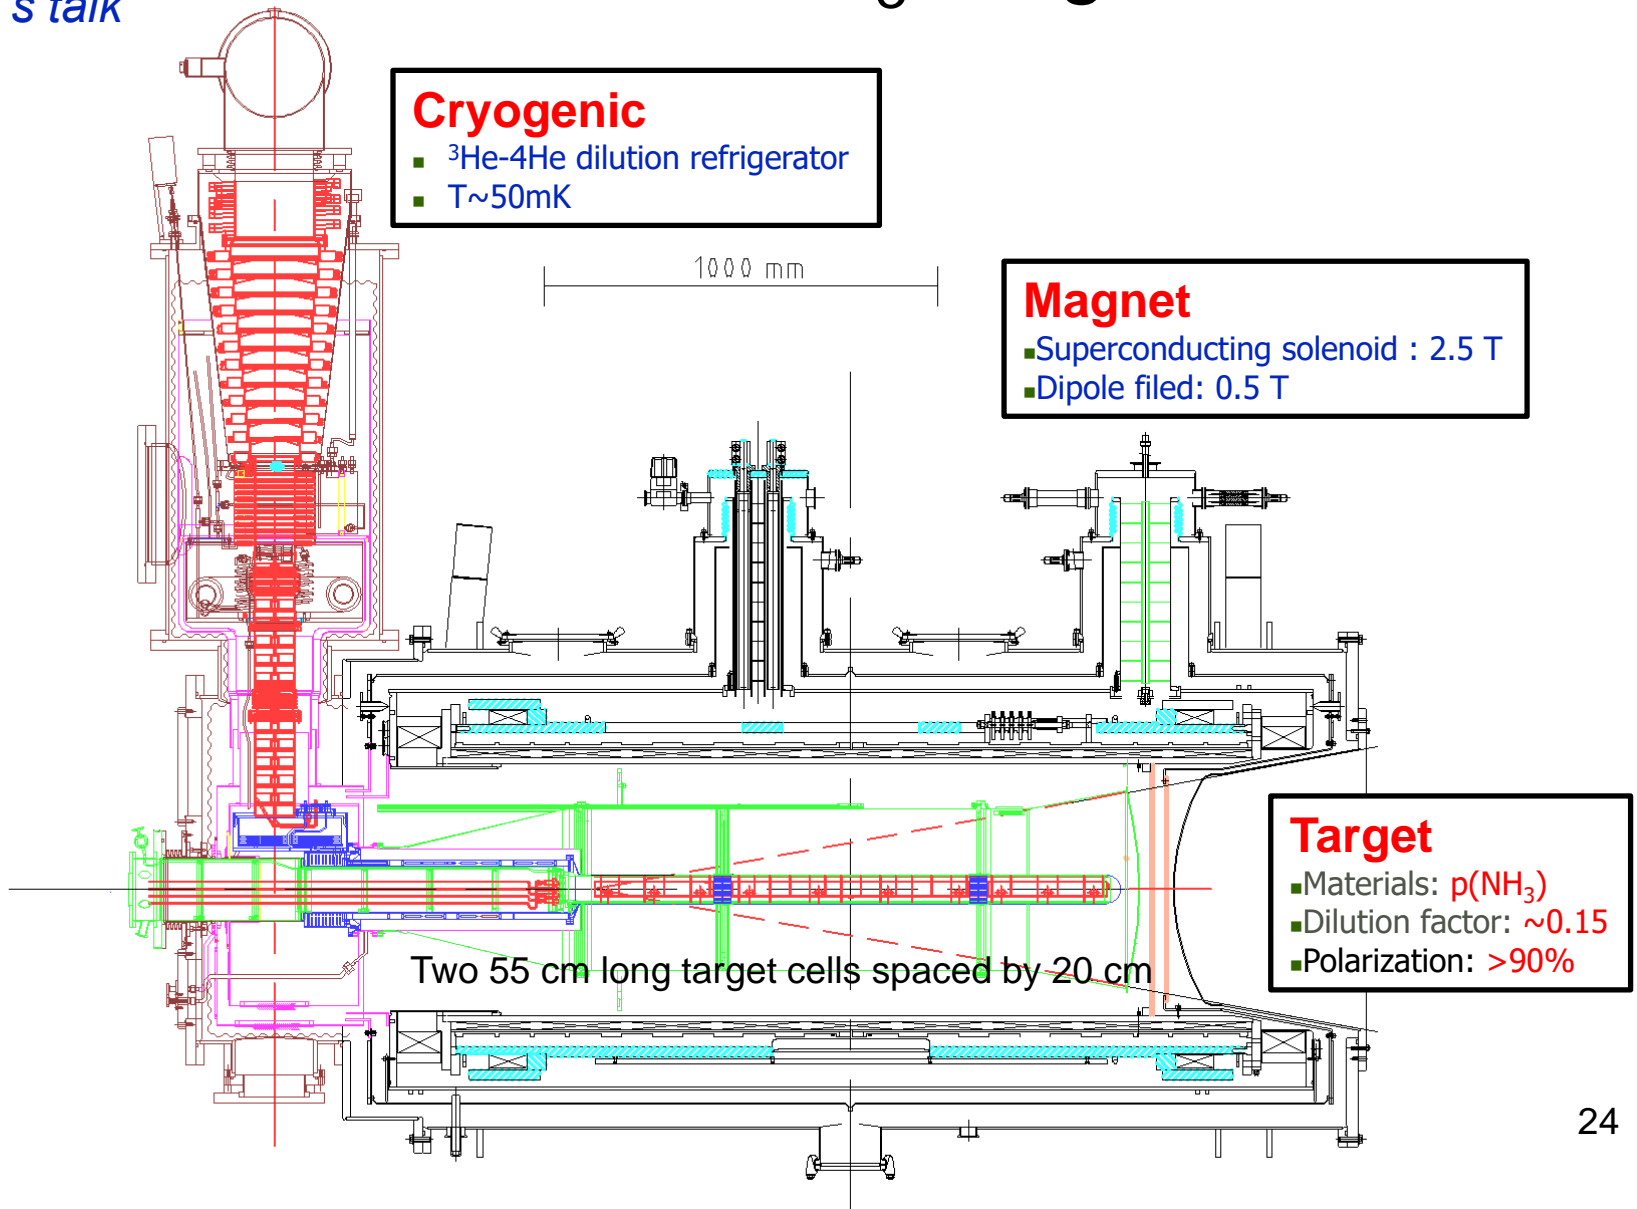 s talk
Cryogenic
▪ ³He-4He dilution refrigerator
▪ T~50mK
1000 mm
Magnet
▪Superconducting solenoid : 2.5 T
▪Dipole filed: 0.5 T
Target
▪Materials: p(NH₃)
▪Dilution factor: ~0.15
▪Polarization: >90%
Two 55 cm long target cells spaced by 20 cm
24